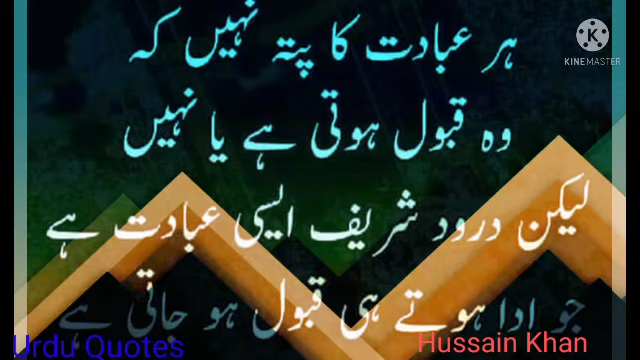 ہر عبادت کا پتہ نہیں کہ
KINEMASTER
وہ قبول ہوتی ہے یا نہیں
لیکن درود شریف ایسی عبادت ہے
جو ادا ہوتے ہی قبول ہو جاتی ہے
Urdu Quotes
Hussain Khan